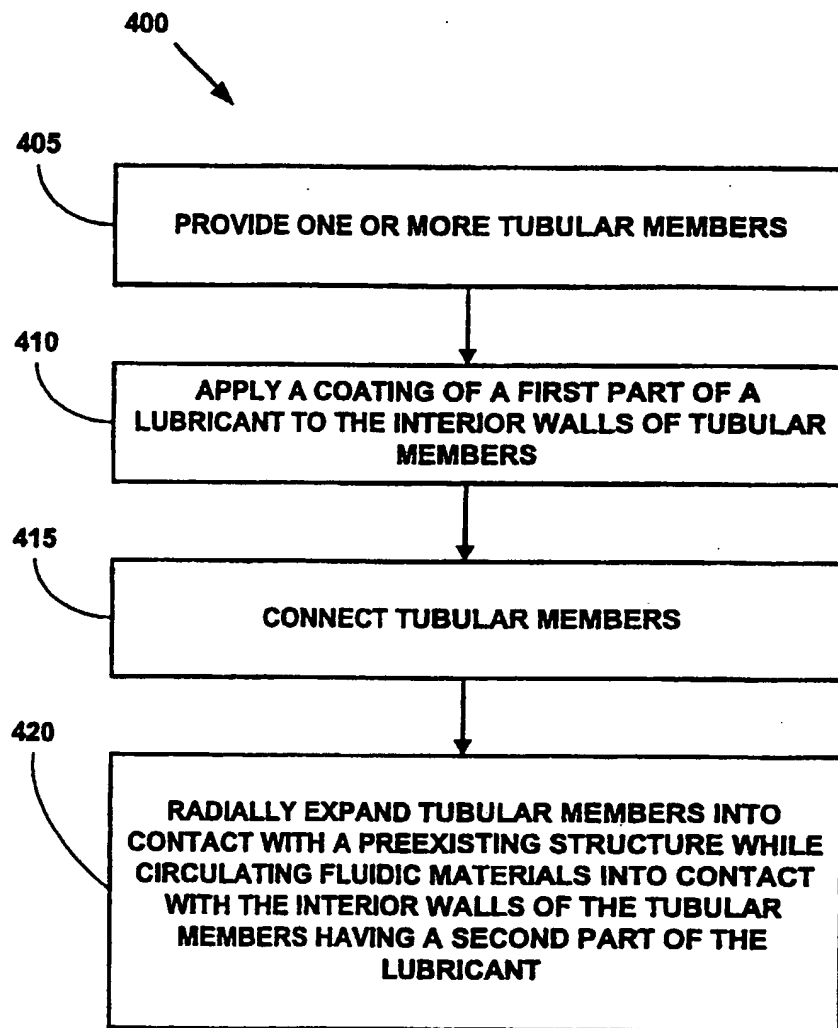 400
405
PROVIDE ONE OR MORE TUBULAR MEMBERS
410
APPLY A COATING OF A FIRST PART OF A
LUBRICANT TO THE INTERIOR WALLS OF TUBULAR
MEMBERS
415
CONNECT TUBULAR MEMBERS
420
RADIALLY EXPAND TUBULAR MEMBERS INTO
CONTACT WITH A PREEXISTING STRUCTURE WHILE
CIRCULATING FLUIDIC MATERIALS INTO CONTACT
WITH THE INTERIOR WALLS OF THE TUBULAR
MEMBERS HAVING A SECOND PART OF THE
LUBRICANT